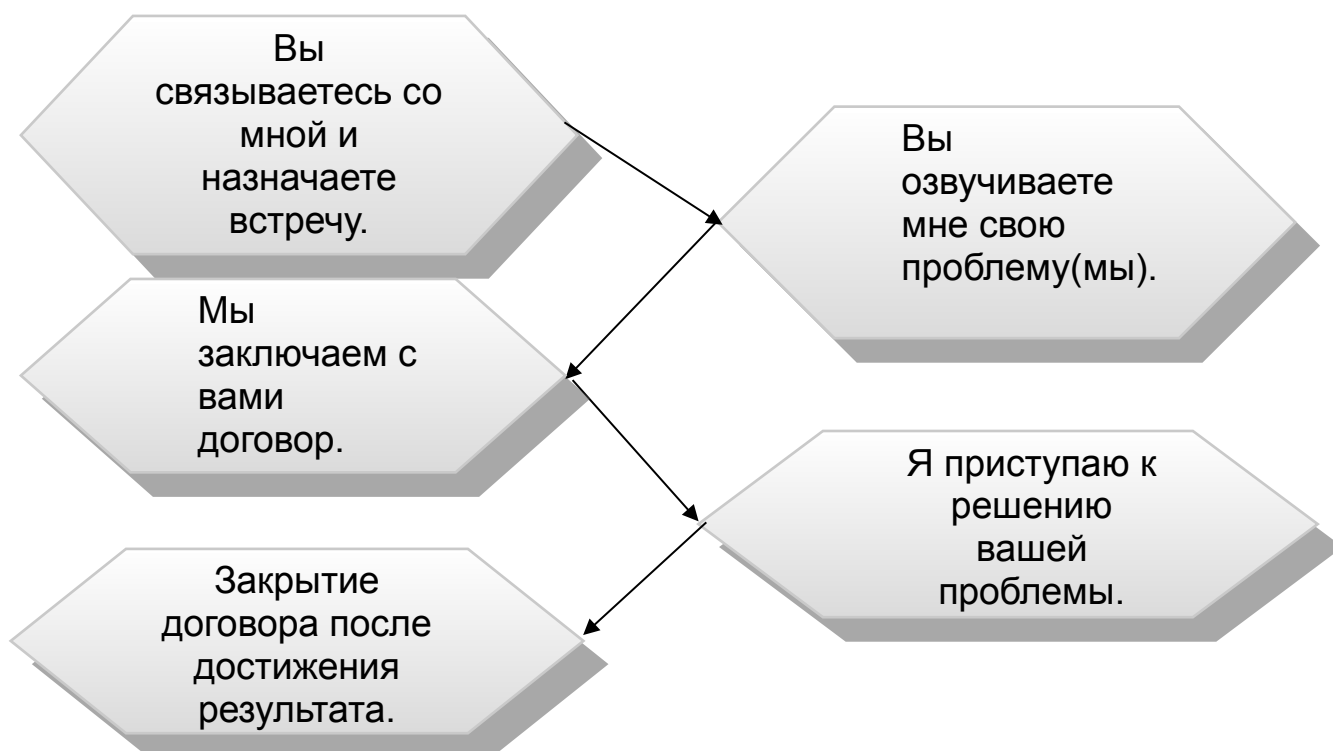 Вы
связываетесь со
мной и
назначаете
встречу.
Вы
озвучиваете
мне свою
проблему(мы).
Мы
заключаем с
вами
договор.
Я приступаю к
решению
вашей
проблемы.
Закрытие
договора после
достижения
результата.